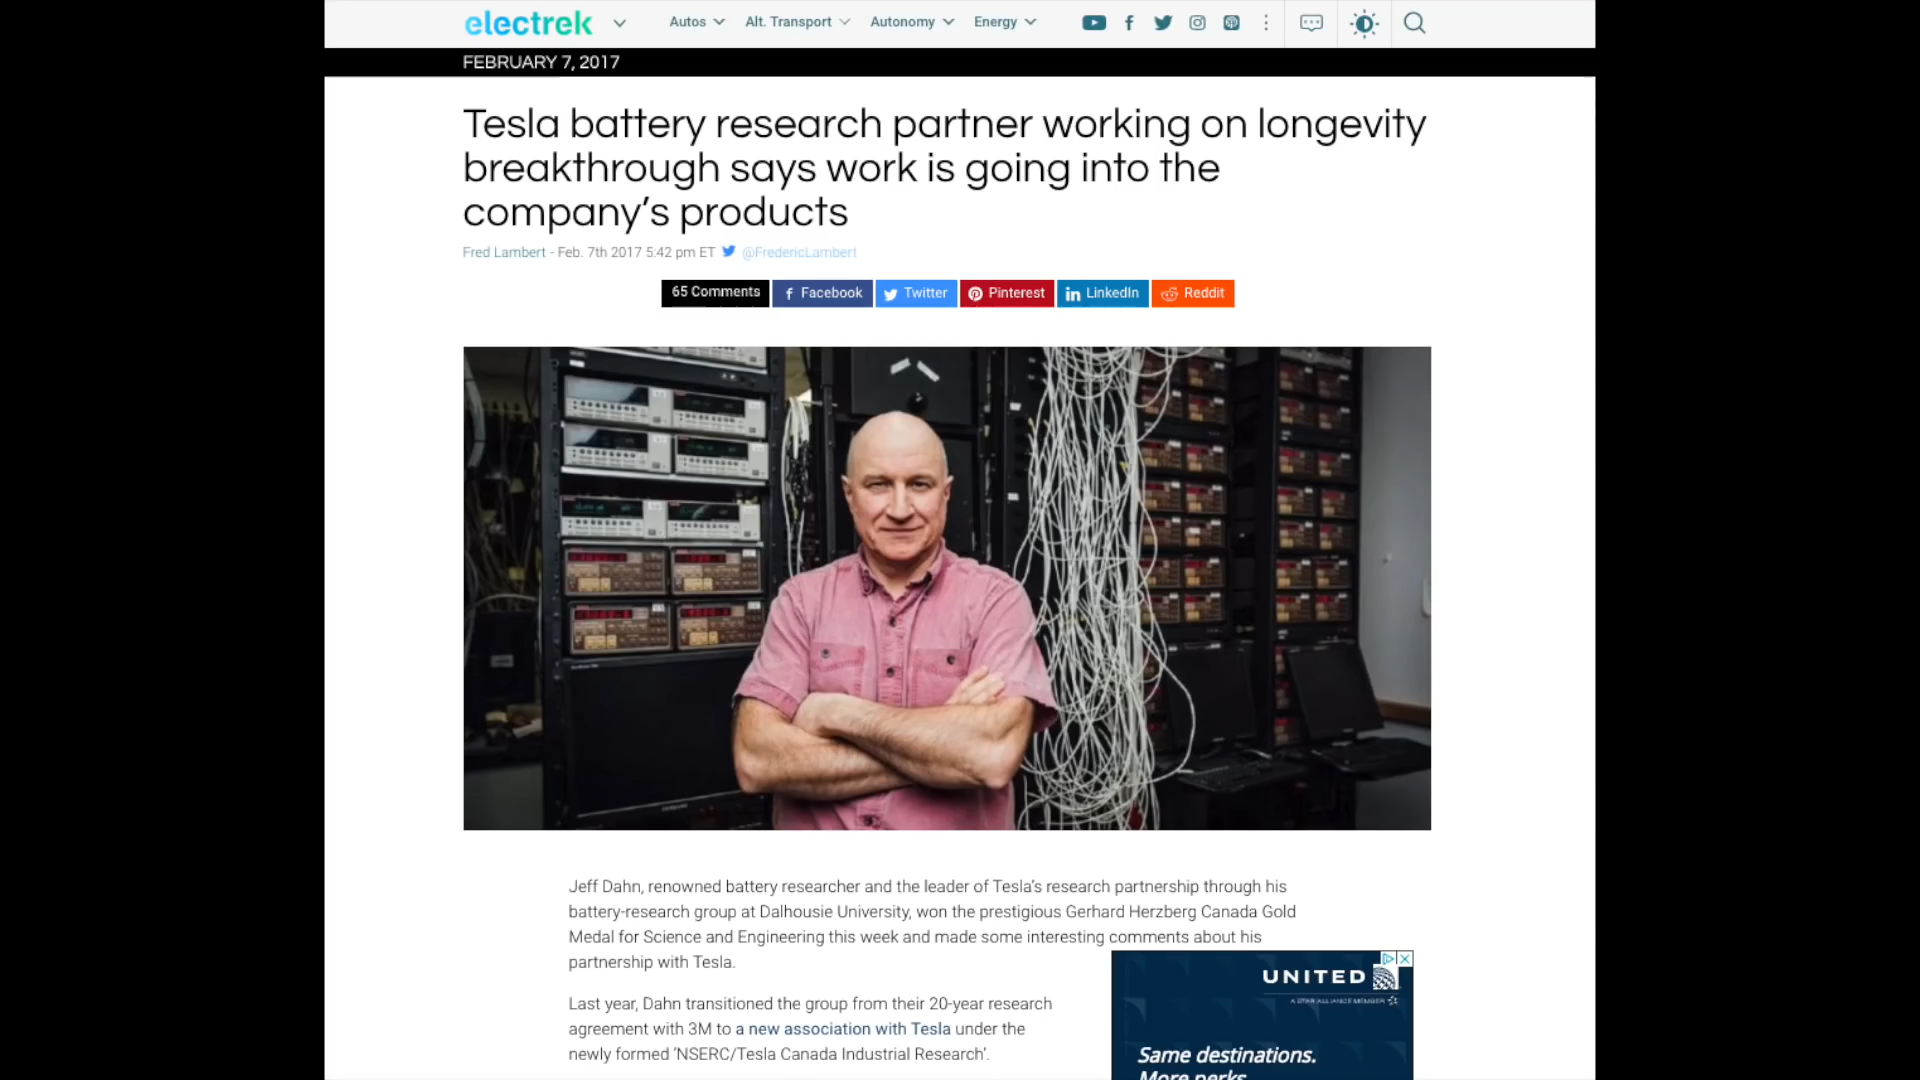 electrek
Autos
Alt. Transport
Autonomy
Energy
FEBRUARY 7, 2017
Tesla battery research partner working on longevity
breakthrough says work is going into the
company’s products
Fred Lambert - Feb. 7th 2017 5:42 pm ET @FredericLambert
65 Comments
Facebook
Twitter
Pinterest
LinkedIn
Reddit
Jeff Dahn, renowned battery researcher and the leader of Tesla’s research partnership through his
battery-research group at Dalhousie University, won the prestigious Gerhard Herzberg Canada Gold
Medal for Science and Engineering this week and made some interesting comments about his
partnership with Tesla.
Last year, Dahn transitioned the group from their 20-year research
agreement with 3M to a new association with Tesla under the
newly formed ‘NSERC/Tesla Canada Industrial Research’.
UNITED
A STAR ALLIANCE MEMBER
Same destinations.
More perks.